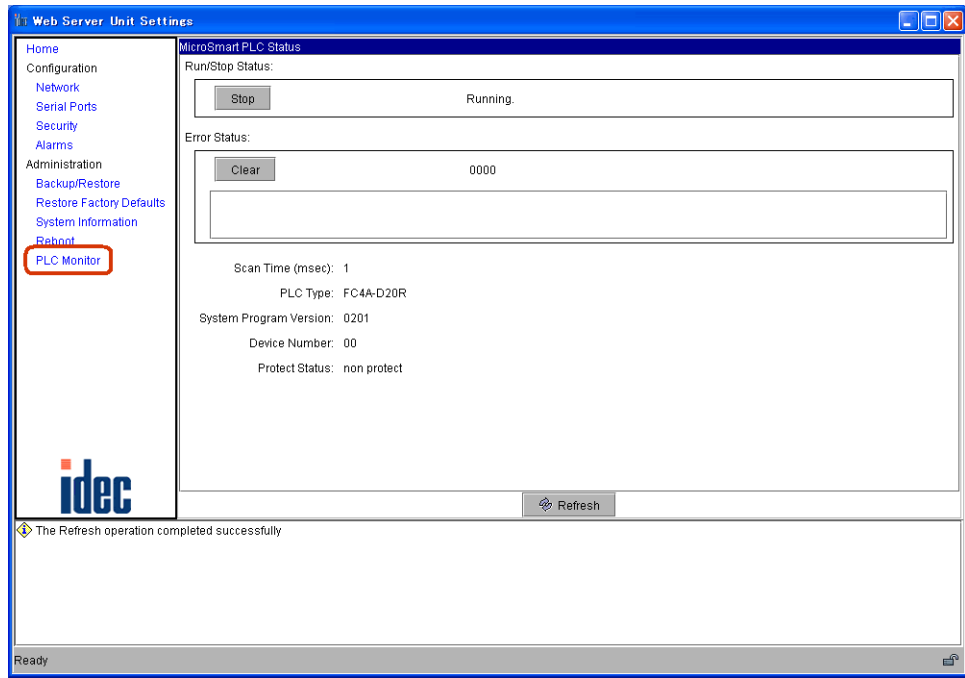 Web Server Unit Settings
Home
Configuration
Network
Serial Ports
Security
Alarms
Administration
Backup/Restore
Restore Factory Defaults
System Information
Reboot
PLC Monitor
idec
MicroSmart PLC Status
Run/Stop Status:
Stop Running.
Error Status:
Clear 0000
Scan Time (msec): 1
PLC Type: FC4A-D20R
System Program Version: 0201
Device Number: 00
Protect Status: non protect
Refresh
The Refresh operation completed successfully
Ready